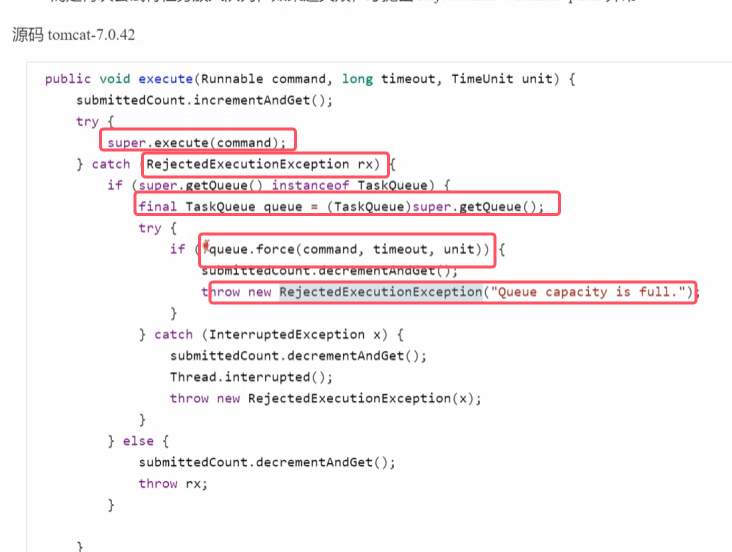 源码 tomcat-7.0.42
public void execute(Runnable command, long timeout, TimeUnit unit) {
submittedCount.incrementAndGet();
try {
super.execute(command);
} catch (RejectedExecutionException rx) {
if (super.getQueue() instanceof TaskQueue) {
final TaskQueue queue = (TaskQueue)super.getQueue();
try {
if (!queue.force(command, timeout, unit)) {
submittedCount.decrementAndGet();
throw new RejectedExecutionException("Queue capacity is full.");
}
} catch (InterruptedException x) {
submittedCount.decrementAndGet();
Thread.interrupted();
throw new RejectedExecutionException(x);
}
} else {
submittedCount.decrementAndGet();
throw rx;
}
}